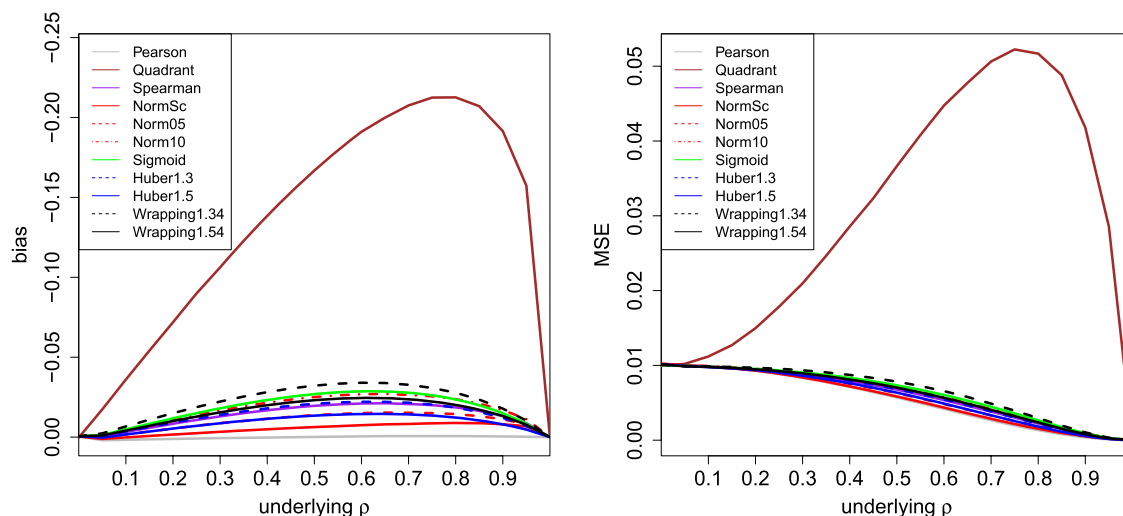 Pearson
Quadrant
Spearman
NormSc
Norm05
Norm10
Sigmoid
Huber1.3
Huber1.5
Wrapping1.34
Wrapping1.54
bias
−0.25
−0.20
−0.15
−0.10
−0.05
0.00
0.1 0.2 0.3 0.4 0.5 0.6 0.7 0.8 0.9
underlying ρ
Pearson
Quadrant
Spearman
NormSc
Norm05
Norm10
Sigmoid
Huber1.3
Huber1.5
Wrapping1.34
Wrapping1.54
MSE
0.05
0.04
0.03
0.02
0.01
0.00
0.1 0.2 0.3 0.4 0.5 0.6 0.7 0.8 0.9
underlying ρ